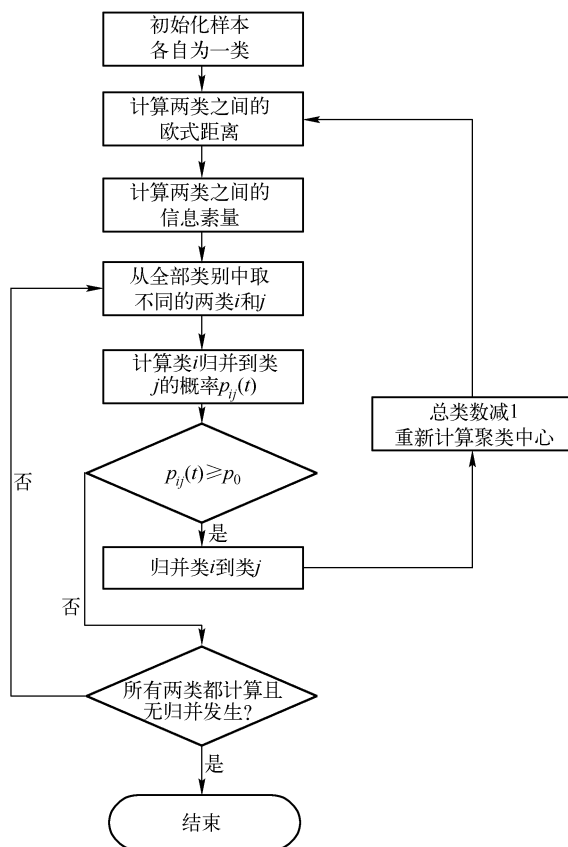 初始化样本
各自为一类
计算两类之间的
欧式距离
计算两类之间的
信息素量
从全部类别中取
不同的两类i和j
计算类i归并到类
j的概率p_{ij}(t)
总类数减1
重新计算聚类中心
p_{ij}(t)≥p_0
否
是
归并类i到类j
否
所有两类都计算且
无归并发生?
是
结束